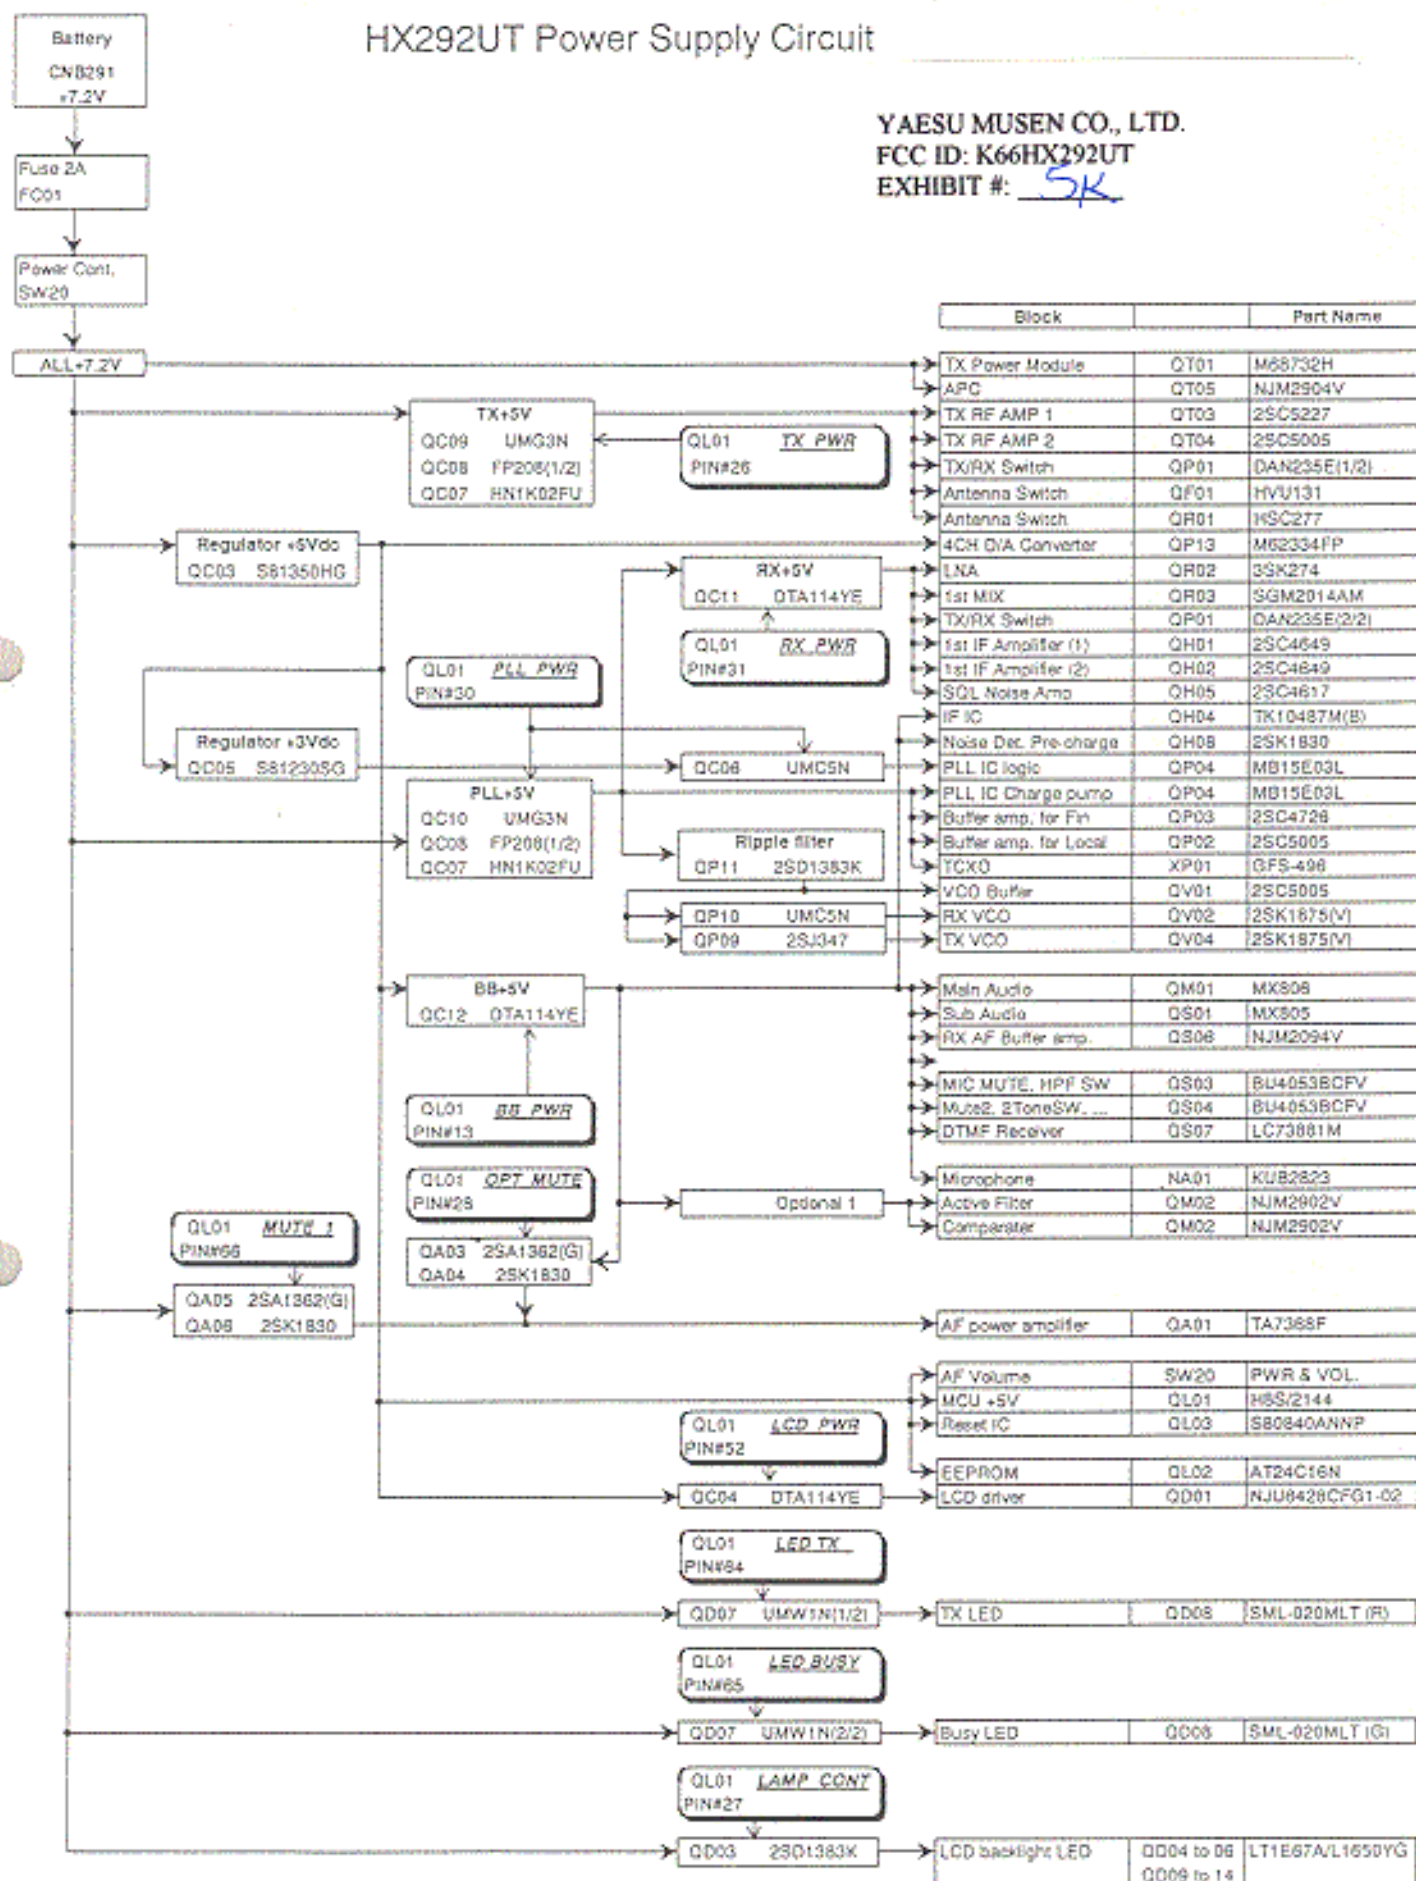 HX292UT Power Supply Circuit
YAESU MUSEN CO., LTD.
FCC ID: K66HX292UT
EXHIBIT #: 5K
Battery
CNB291
+7.2V
Fuse 2A
FC01
Power Cont.
SW20
ALL+7.2V
TX+5V
QC09 UMG3N
QC08 FP208(1/2)
QC07 HN1K02FU
QL01 TX PWR
PIN#26
Regulator +5Vdc
QC03 S81350HG
RX+5V
QC11 DTA114YE
QL01 RX PWR
PIN#31
QL01 PLL PWR
PIN#30
Regulator +3Vdc
QC05 S81230SG
QC06 UMC5N
PLL+5V
QC10 UMG3N
QC08 FP208(1/2)
QC07 HN1K02FU
Ripple filter
QP11 2SD1383K
QP10 UMC5N
QP09 2SJ347
BB+5V
QC12 DTA114YE
QL01 BB PWR
PIN#13
QL01 OPT MUTE
PIN#28
Optional 1
QL01 MUTE 1
PIN#66
QA03 2SA1362(G)
QA04 2SK1830
QA05 2SA1362(G)
QA06 2SK1830
QL01 LCD PWR
PIN#52
QC04 DTA114YE
QL01 LED TX
PIN#64
QD07 UMW1N(1/2)
QL01 LED BUSY
PIN#65
QD07 UMW1N(2/2)
QL01 LAMP CONT
PIN#27
QD03 2SD1383K
Block Part Name
TX Power Module QT01 M68732H
APC QT05 NJM2904V
TX RF AMP 1 QT03 2SC5227
TX RF AMP 2 QT04 2SC5005
TX/RX Switch QP01 DAN235E(1/2)
Antenna Switch QF01 HVU131
Antenna Switch QR01 HSC277
4CH D/A Converter QP13 M62334FP
LNA QR02 3SK274
1st MIX QR03 SGM2014AM
TX/RX Switch QP01 DAN235E(2/2)
1st IF Amplifier (1) QH01 2SC4649
1st IF Amplifier (2) QH02 2SC4649
SQL Noise Amp QH05 2SC4617
IF IC QH04 TK10487M(B)
Noise Det. Pre-charge QH08 2SK1830
PLL IC logic QP04 MB15E03L
PLL IC Charge pump QP04 MB15E03L
Buffer amp. for Fin QP03 2SC4726
Buffer amp. for Local QP02 2SC5005
TCXO XP01 GFS-496
VCO Buffer QV01 2SC5005
RX VCO QV02 2SK1875(V)
TX VCO QV04 2SK1875(V)
Main Audio QM01 MX806
Sub Audio QS01 MX805
RX AF Buffer amp. QS06 NJM2094V
MIC MUTE, HPF SW QS03 BU4053BCFV
Mute2, 2ToneSW, ... QS04 BU4053BCFV
DTMF Receiver QS07 LC73881M
Microphone NA01 KUB2823
Active Filter QM02 NJM2902V
Comparater QM02 NJM2902V
AF power amplifier QA01 TA7368F
AF Volume SW20 PWR & VOL.
MCU +5V QL01 H8S/2144
Reset IC QL03 S80840ANNP
EEPROM QL02 AT24C16N
LCD driver QD01 NJU6428CFG1-02
TX LED QD08 SML-020MLT (R)
Busy LED QD08 SML-020MLT (G)
LCD backlight LED QD04 to 06 LT1E67A/L1650YG
QD09 to 14